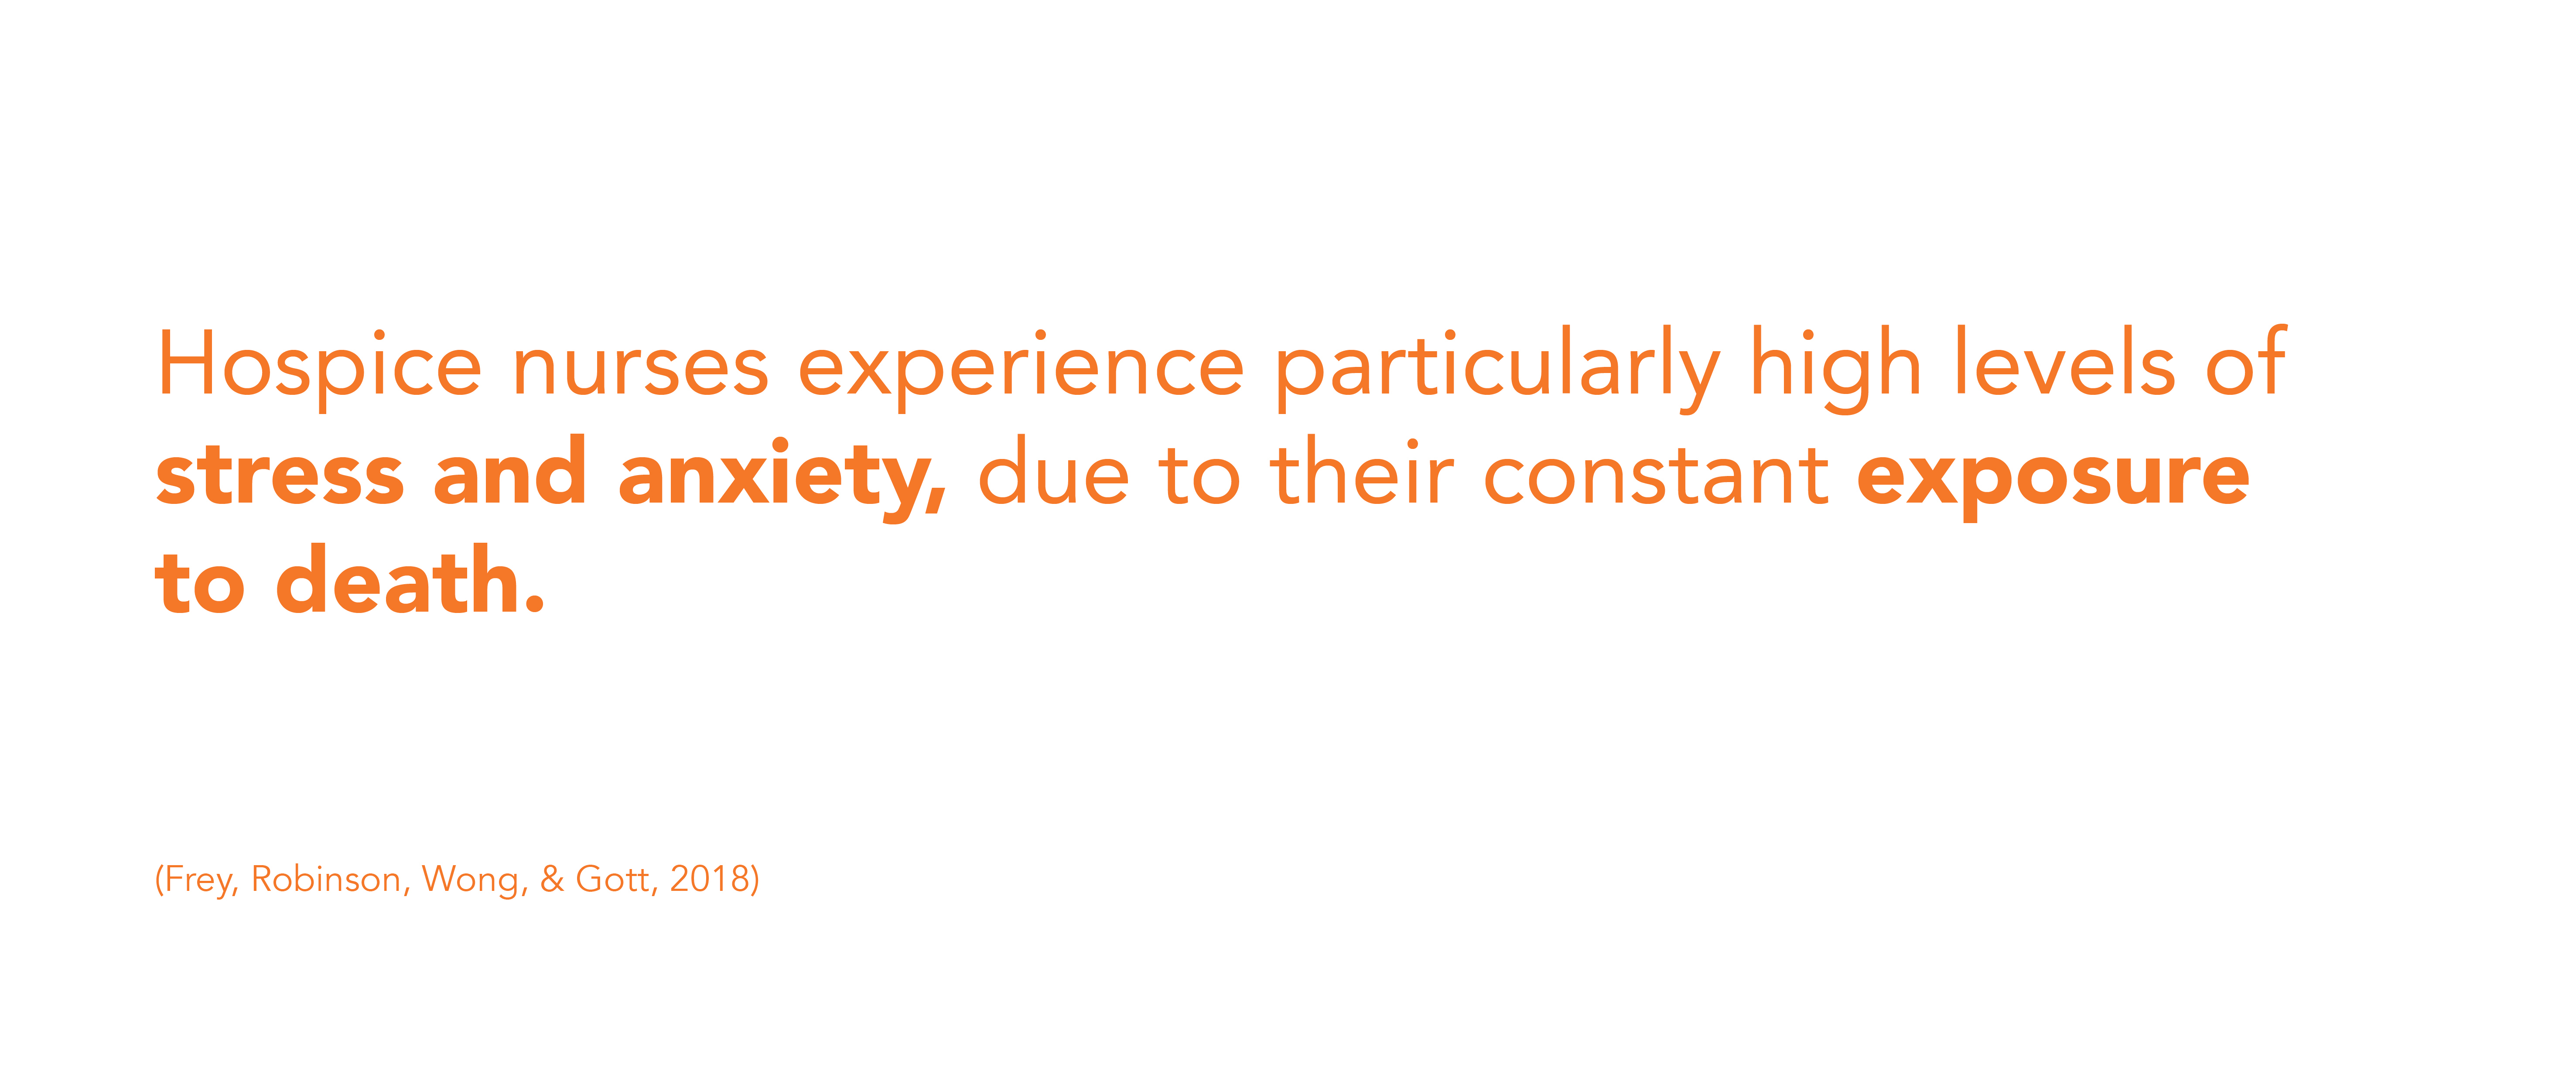 Hospice nurses experience particularly high levels of
stress and anxiety, due to their constant exposure
to death.
(Frey, Robinson, Wong, & Gott, 2018)